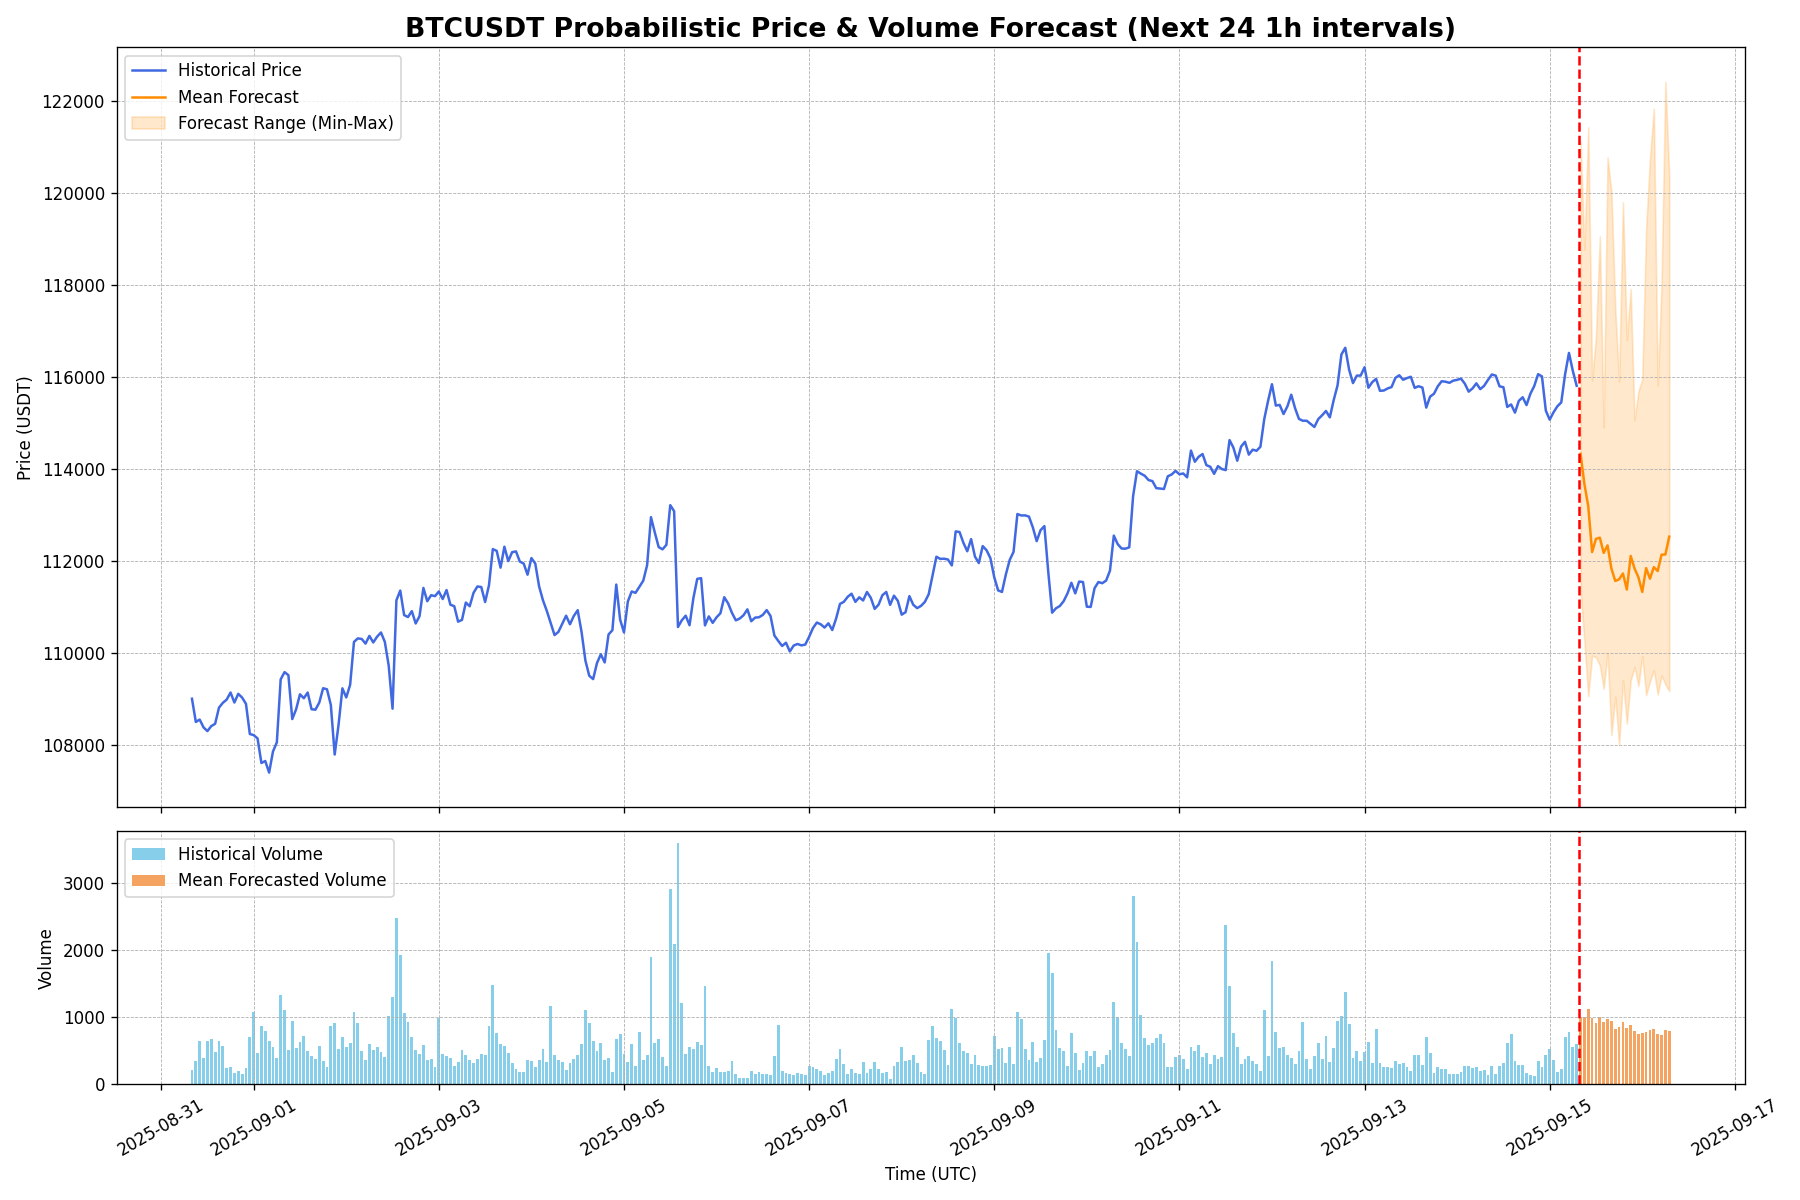 BTCUSDT Probabilistic Price & Volume Forecast (Next 24 1h intervals)
Historical Price
Mean Forecast
Forecast Range (Min-Max)
122000
120000
118000
116000
114000
112000
110000
108000
Price (USDT)
Historical Volume
Mean Forecasted Volume
3000
2000
1000
0
Volume
2025-08-31
2025-09-01
2025-09-03
2025-09-05
2025-09-07
2025-09-09
2025-09-11
2025-09-13
2025-09-15
2025-09-17
Time (UTC)